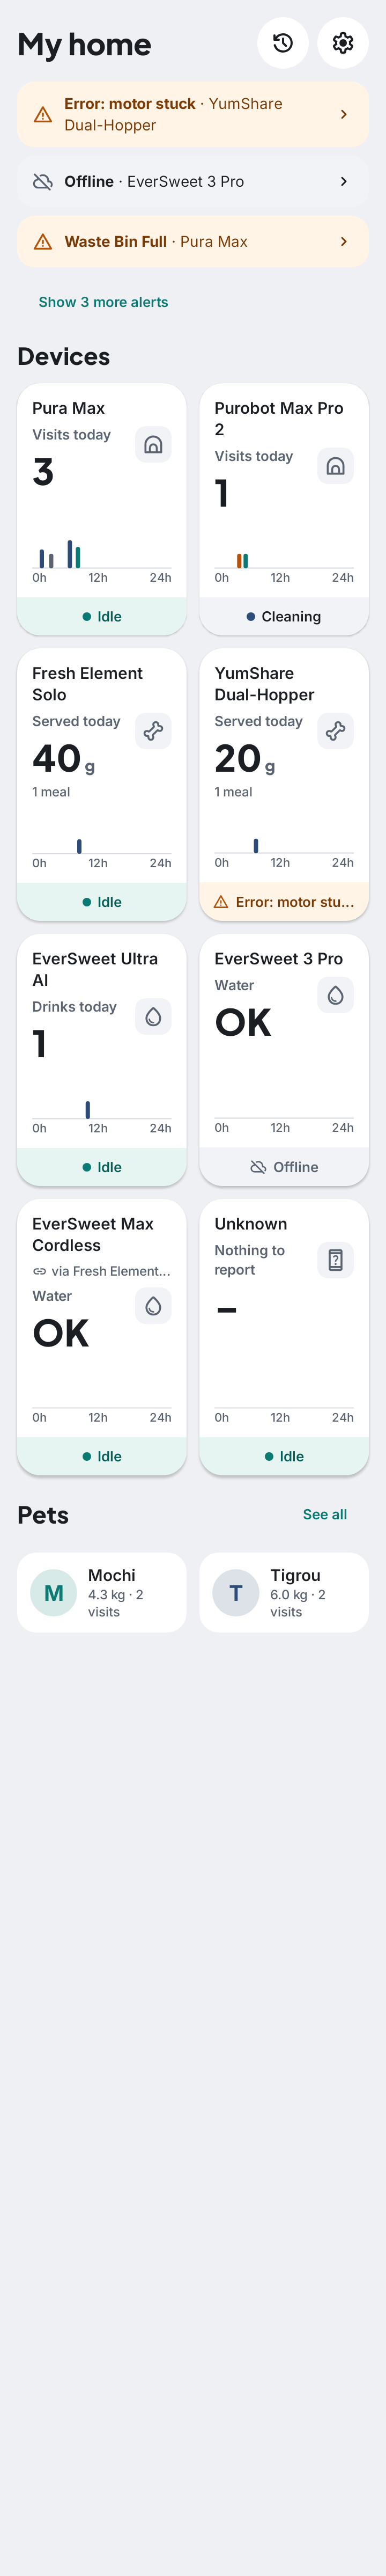 My home
Error: motor stuck · YumShare
Dual-Hopper
Offline · EverSweet 3 Pro
Waste Bin Full · Pura Max
Show 3 more alerts
Devices
Pura Max
Visits today
3
0h 12h 24h
Idle
Purobot Max Pro
2
Visits today
1
0h 12h 24h
Cleaning
Fresh Element
Solo
Served today
40 g
1 meal
0h 12h 24h
Idle
YumShare
Dual-Hopper
Served today
20 g
1 meal
0h 12h 24h
Error: motor stu...
EverSweet Ultra
AI
Drinks today
1
0h 12h 24h
Idle
EverSweet 3 Pro
Water
OK
0h 12h 24h
Offline
EverSweet Max
Cordless
via Fresh Element...
Water
OK
0h 12h 24h
Idle
Unknown
Nothing to
report
–
0h 12h 24h
Idle
Pets
See all
M
Mochi
4.3 kg · 2
visits
T
Tigrou
6.0 kg · 2
visits